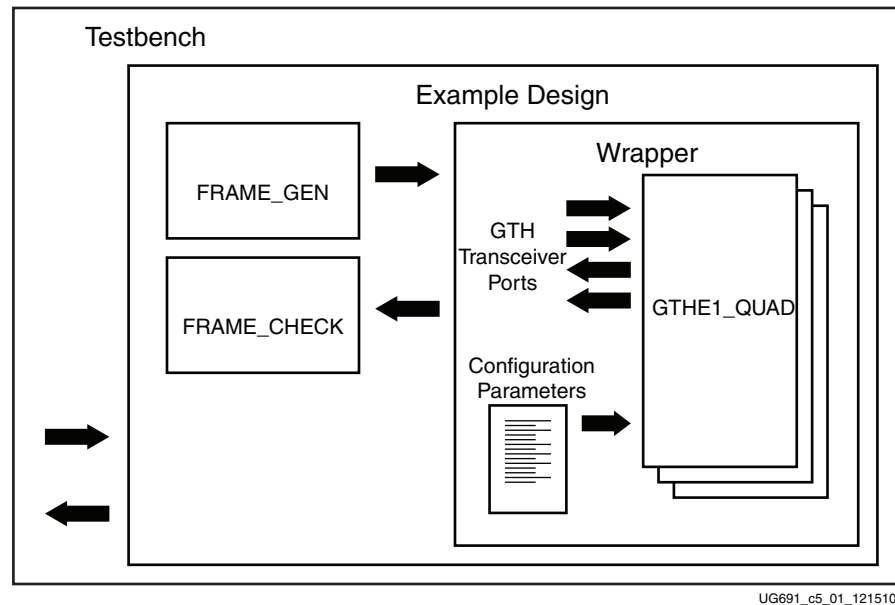 Testbench
Example Design
Wrapper
FRAME_GEN
GTH
Transceiver
Ports
FRAME_CHECK
GTHE1_QUAD
Configuration
Parameters
UG691_c5_01_121510